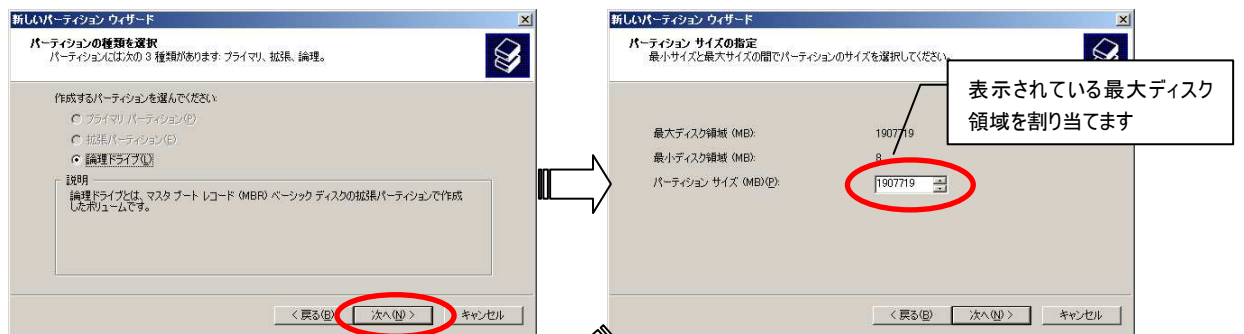 新しいパーティション ウィザード
パーティションの種類を選択
パーティションには次の 3 種類があります: プライマリ、拡張、論理。
作成するパーティションを選んでください:
プライマリ パーティション(P)
拡張パーティション(E)
論理ドライブ(L)
説明
論理ドライブとは、マスタ ブート レコード (MBR) ベーシック ディスクの拡張パーティションで作成
したボリュームです。
< 戻る(B)
次へ(N) >
キャンセル
新しいパーティション ウィザード
パーティション サイズの指定
最小サイズと最大サイズの間でパーティションのサイズを選択してください。
表示されている最大ディスク
領域を割り当てます
最大ディスク領域 (MB): 1907719
最小ディスク領域 (MB): 8
パーティション サイズ (MB)(P): 1907719
< 戻る(B)
次へ(N) >
キャンセル